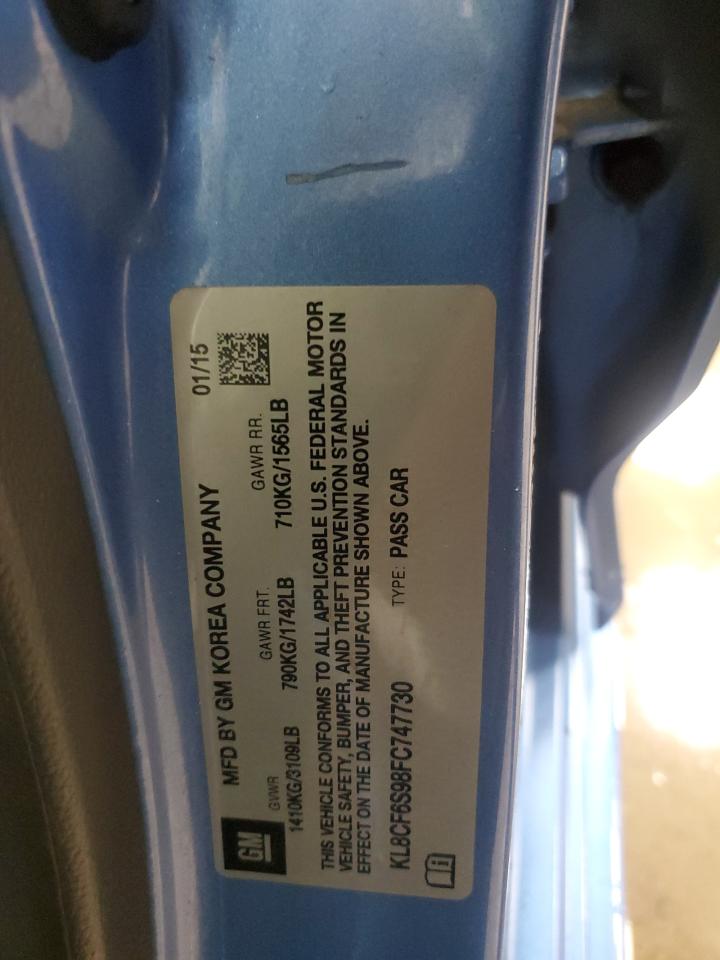 GM
MFD BY GM KOREA COMPANY 01/15
GVWR GAWR FRT. GAWR RR.
1410KG/3109LB 790KG/1742LB 710KG/1565LB
THIS VEHICLE CONFORMS TO ALL APPLICABLE U.S. FEDERAL MOTOR
VEHICLE SAFETY, BUMPER, AND THEFT PREVENTION STANDARDS IN
EFFECT ON THE DATE OF MANUFACTURE SHOWN ABOVE.
KL8CF6S98FC747730 TYPE: PASS CAR